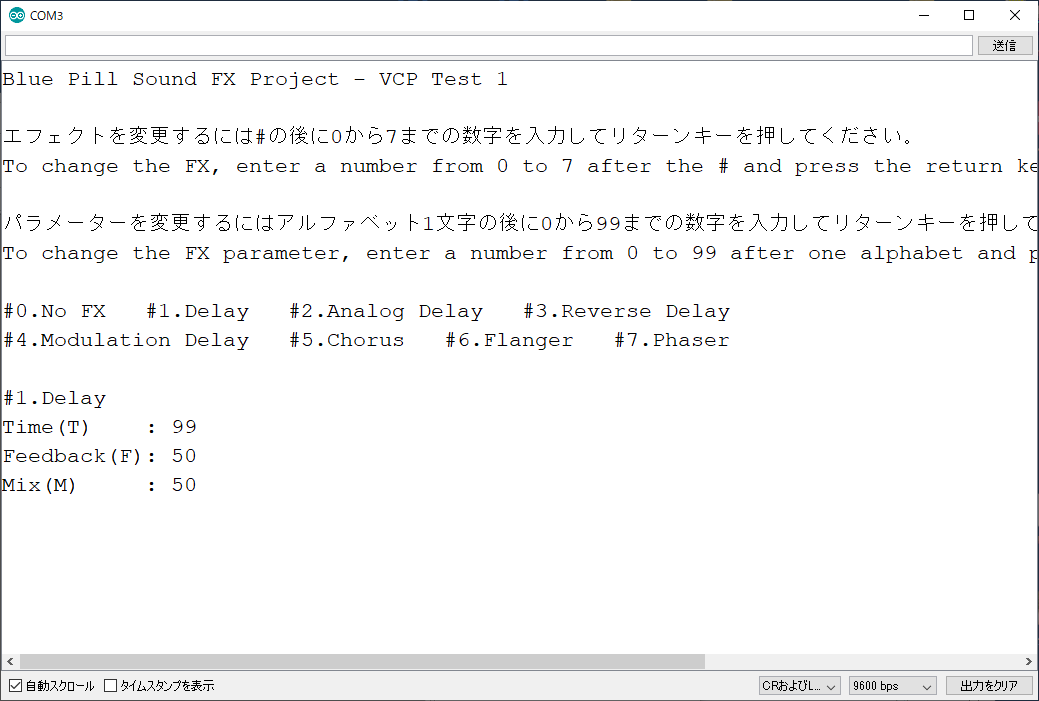 COM3
送信
Blue Pill Sound FX Project - VCP Test 1
エフェクトを変更するには#の後に0から7までの数字を入力してリターンキーを押してください。
To change the FX, enter a number from 0 to 7 after the # and press the return ke
パラメーターを変更するにはアルファベット1文字の後に0から99までの数字を入力してリターンキーを押して
To change the FX parameter, enter a number from 0 to 99 after one alphabet and p
#0.No FX #1.Delay #2.Analog Delay #3.Reverse Delay
#4.Modulation Delay #5.Chorus #6.Flanger #7.Phaser
#1.Delay
Time(T) : 99
Feedback(F): 50
Mix(M) : 50
自動スクロール タイムスタンプを表示 CRおよびL... 9600 bps 出力をクリア